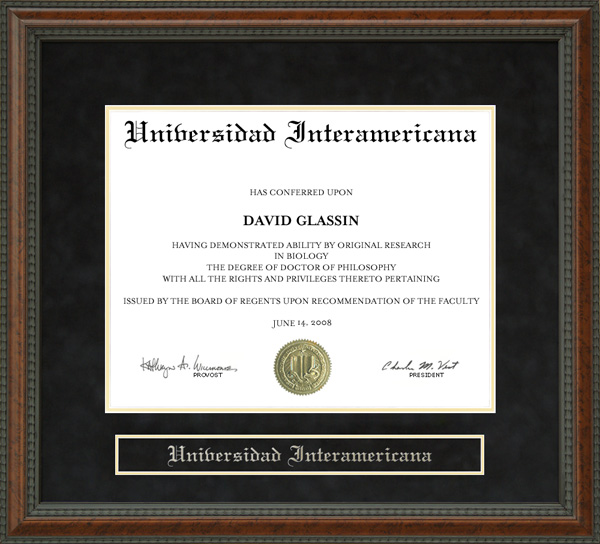 Universidad Interamericana
HAS CONFERRED UPON
DAVID GLASSIN
HAVING DEMONSTRATED ABILITY BY ORIGINAL RESEARCH
IN BIOLOGY
THE DEGREE OF DOCTOR OF PHILOSOPHY
WITH ALL THE RIGHTS AND PRIVILEGES THERETO PERTAINING
ISSUED BY THE BOARD OF REGENTS UPON RECOMMENDATION OF THE FACULTY
JUNE 14, 2008
Charles M. Vest
PROVOST
PRESIDENT
Universidad Interamericana